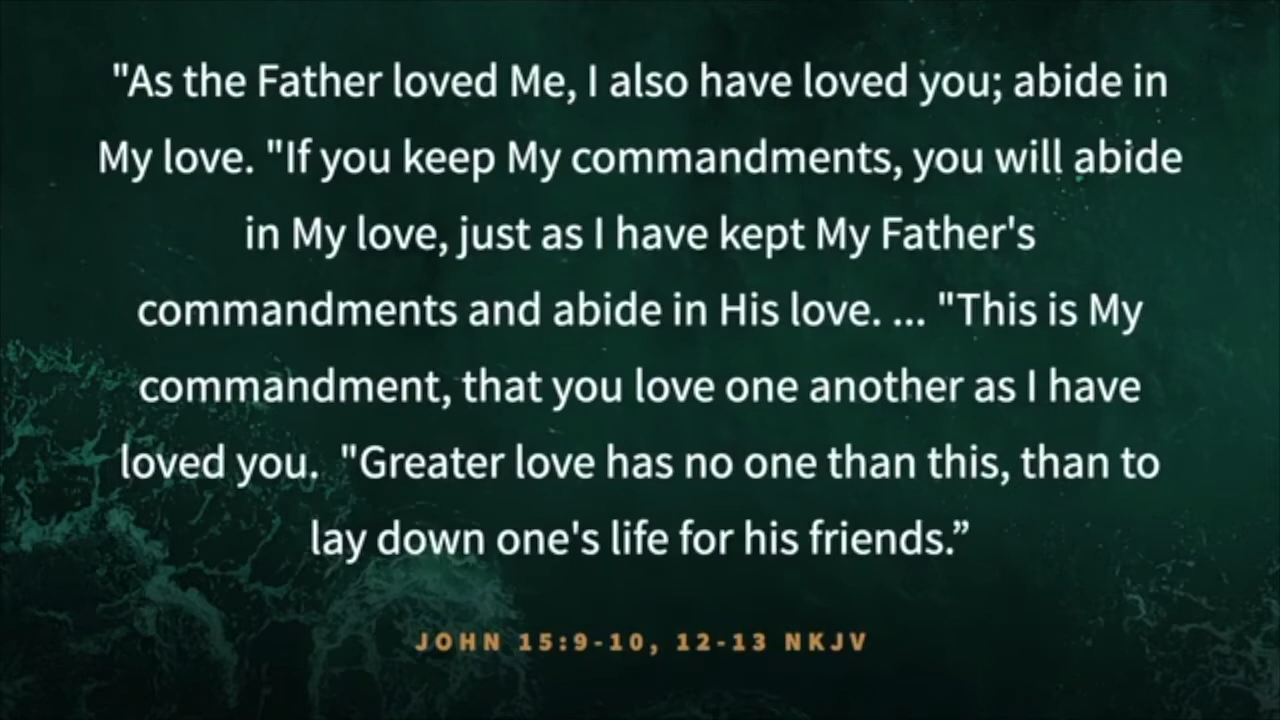 "As the Father loved Me, I also have loved you; abide in
My love. "If you keep My commandments, you will abide
in My love, just as I have kept My Father's
commandments and abide in His love. ... "This is My
commandment, that you love one another as I have
loved you.  "Greater love has no one than this, than to
lay down one's life for his friends.”
JOHN 15:9-10, 12-13 NKJV